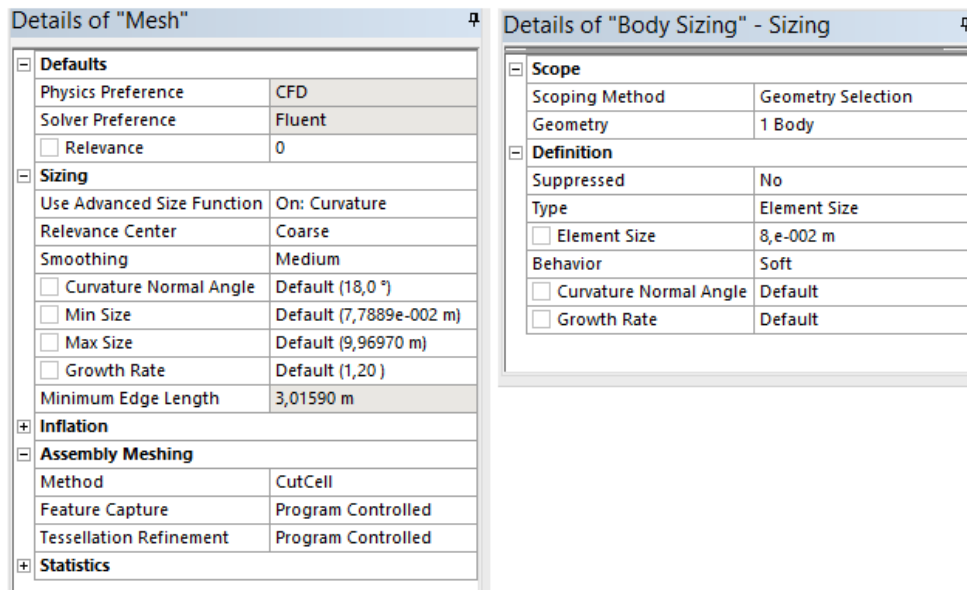 Details of "Mesh"
Defaults
Physics Preference CFD
Solver Preference Fluent
Relevance 0
Sizing
Use Advanced Size Function On: Curvature
Relevance Center Coarse
Smoothing Medium
Curvature Normal Angle Default (18,0 °)
Min Size Default (7,7889e-002 m)
Max Size Default (9,96970 m)
Growth Rate Default (1,20 )
Minimum Edge Length 3,01590 m
Inflation
Assembly Meshing
Method CutCell
Feature Capture Program Controlled
Tessellation Refinement Program Controlled
Statistics
Details of "Body Sizing" - Sizing
Scope
Scoping Method Geometry Selection
Geometry 1 Body
Definition
Suppressed No
Type Element Size
Element Size 8,e-002 m
Behavior Soft
Curvature Normal Angle Default
Growth Rate Default